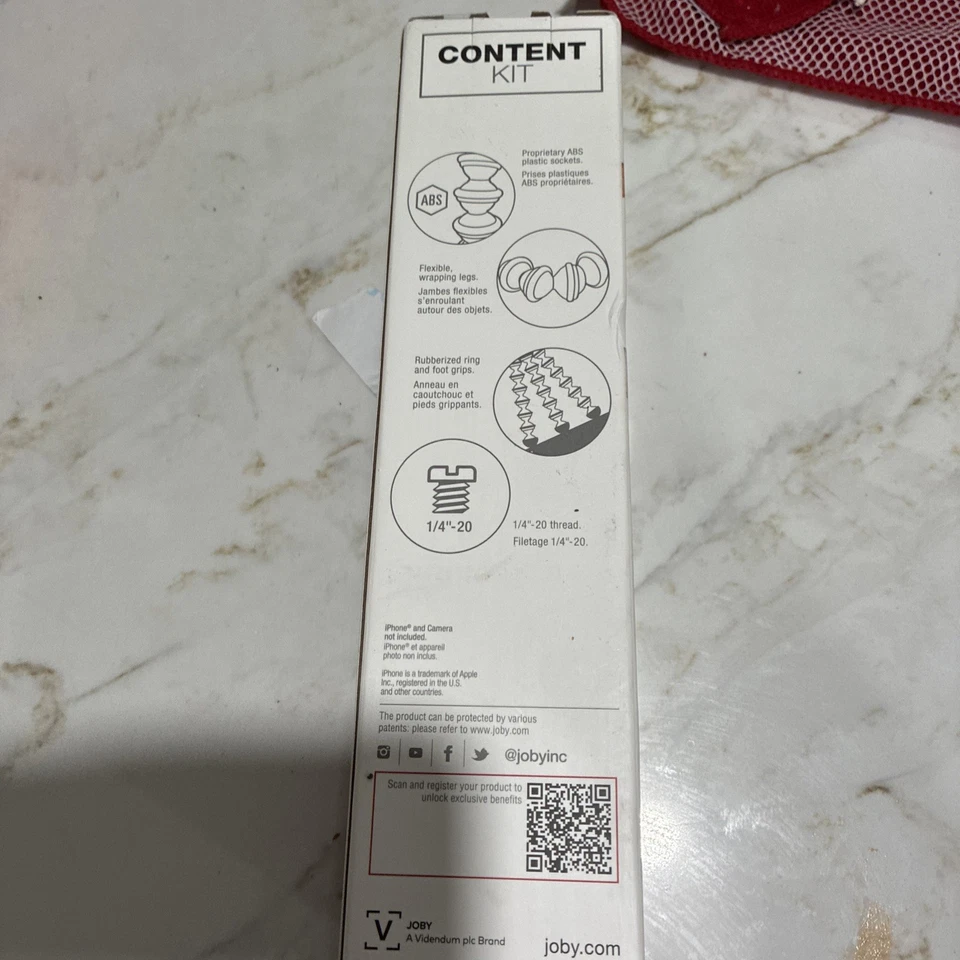 CONTENT
KIT
Proprietary ABS
plastic sockets.
Prises plastiques
ABS propriétaires.
ABS
Flexible,
wrapping legs.
Jambes flexibles
s'enroulant
autour des objets.
Rubberized ring
and foot grips.
Anneau en
caoutchouc et
pieds grippants.
1/4"-20
1/4"-20 thread.
Filetage 1/4"-20.
iPhone® and Camera
not included.
iPhone® et appareil
photo non inclus.
iPhone is a trademark of Apple
Inc., registered in the U.S.
and other countries.
The product can be protected by various
patents: please refer to www.joby.com
@jobyinc
Scan and register your product to
unlock exclusive benefits
V
JOBY
A Videndum plc Brand
joby.com